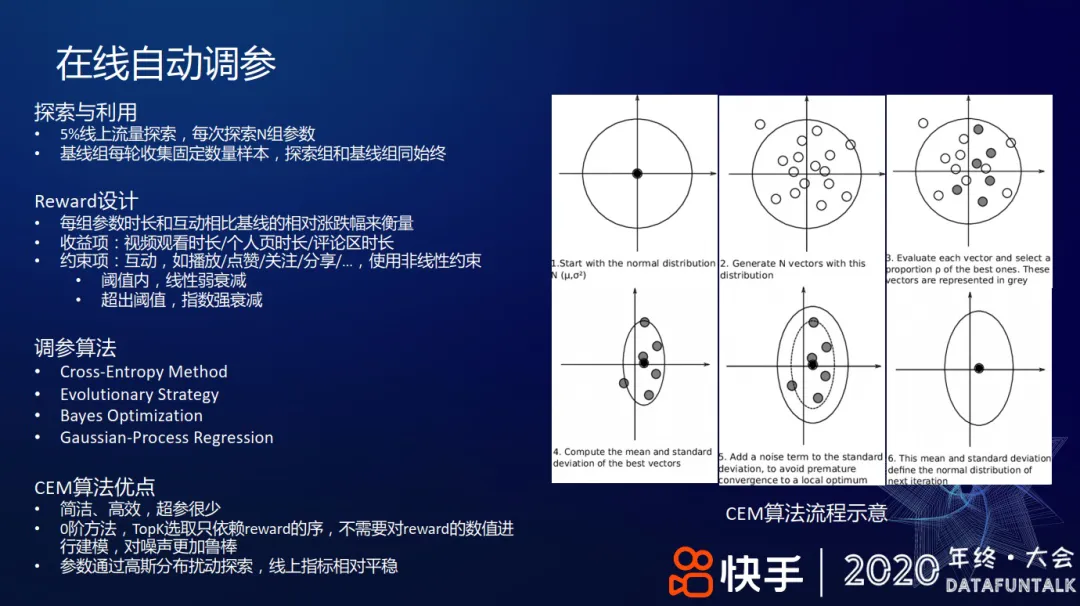 在线自动调参
探索与利用
• 5%线上流量探索，每次探索N组参数
• 基线组每轮收集固定数量样本，探索组和基线组同始终
Reward设计
• 每组参数时长和互动相比基线的相对涨跌幅来衡量
• 收益项：视频观看时长/个人页时长/评论区时长
• 约束项：互动，如播放/点赞/关注/分享/...，使用非线性约束
• 阈值内，线性弱衰减
• 超出阈值，指数强衰减
调参算法
• Cross-Entropy Method
• Evolutionary Strategy
• Bayes Optimization
• Gaussian-Process Regression
CEM算法优点
• 简洁、高效，超参很少
• 0阶方法，TopK选取只依赖reward的序，不需要对reward的数值进
行建模，对噪声更加鲁棒
• 参数通过高斯分布扰动探索，线上指标相对平稳
1.Start with the normal distribution
N (μ,σ²)
2. Generate N vectors with this
distribution
3. Evaluate each vector and select a
proportion ρ of the best ones. These
vectors are represented in grey
4. Compute the mean and standard
deviation of the best vectors
5. Add a noise term to the standard
deviation, to avoid premature
convergence to a local optimum
6. This mean and standard deviation
define the normal distribution of
next iteration
CEM算法流程示意
快手
2020
年终·大会
DATAFUNTALK